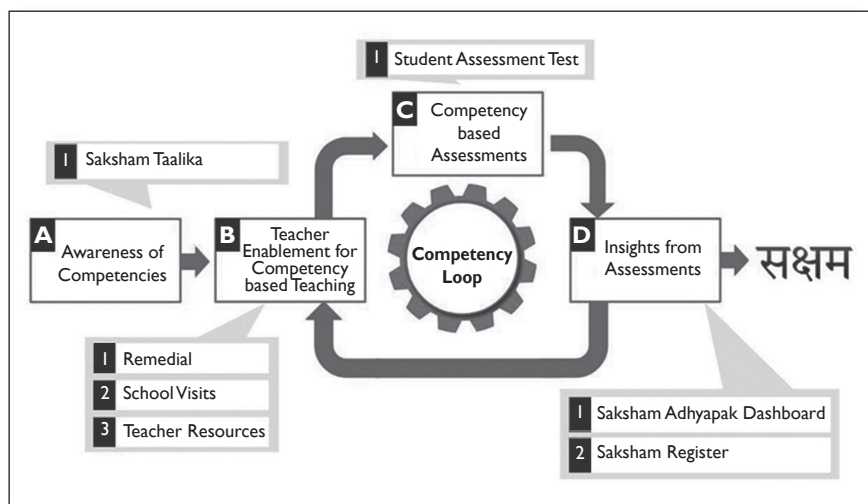 1 Student Assessment Test
C Competency
based
Assessments
1 Saksham Taalika
A Awareness of
Competencies
B Teacher
Enablement for
Competency
based Teaching
Competency
Loop
D Insights from
Assessments
सक्षम
1 Remedial
2 School Visits
3 Teacher Resources
1 Saksham Adhyapak Dashboard
2 Saksham Register